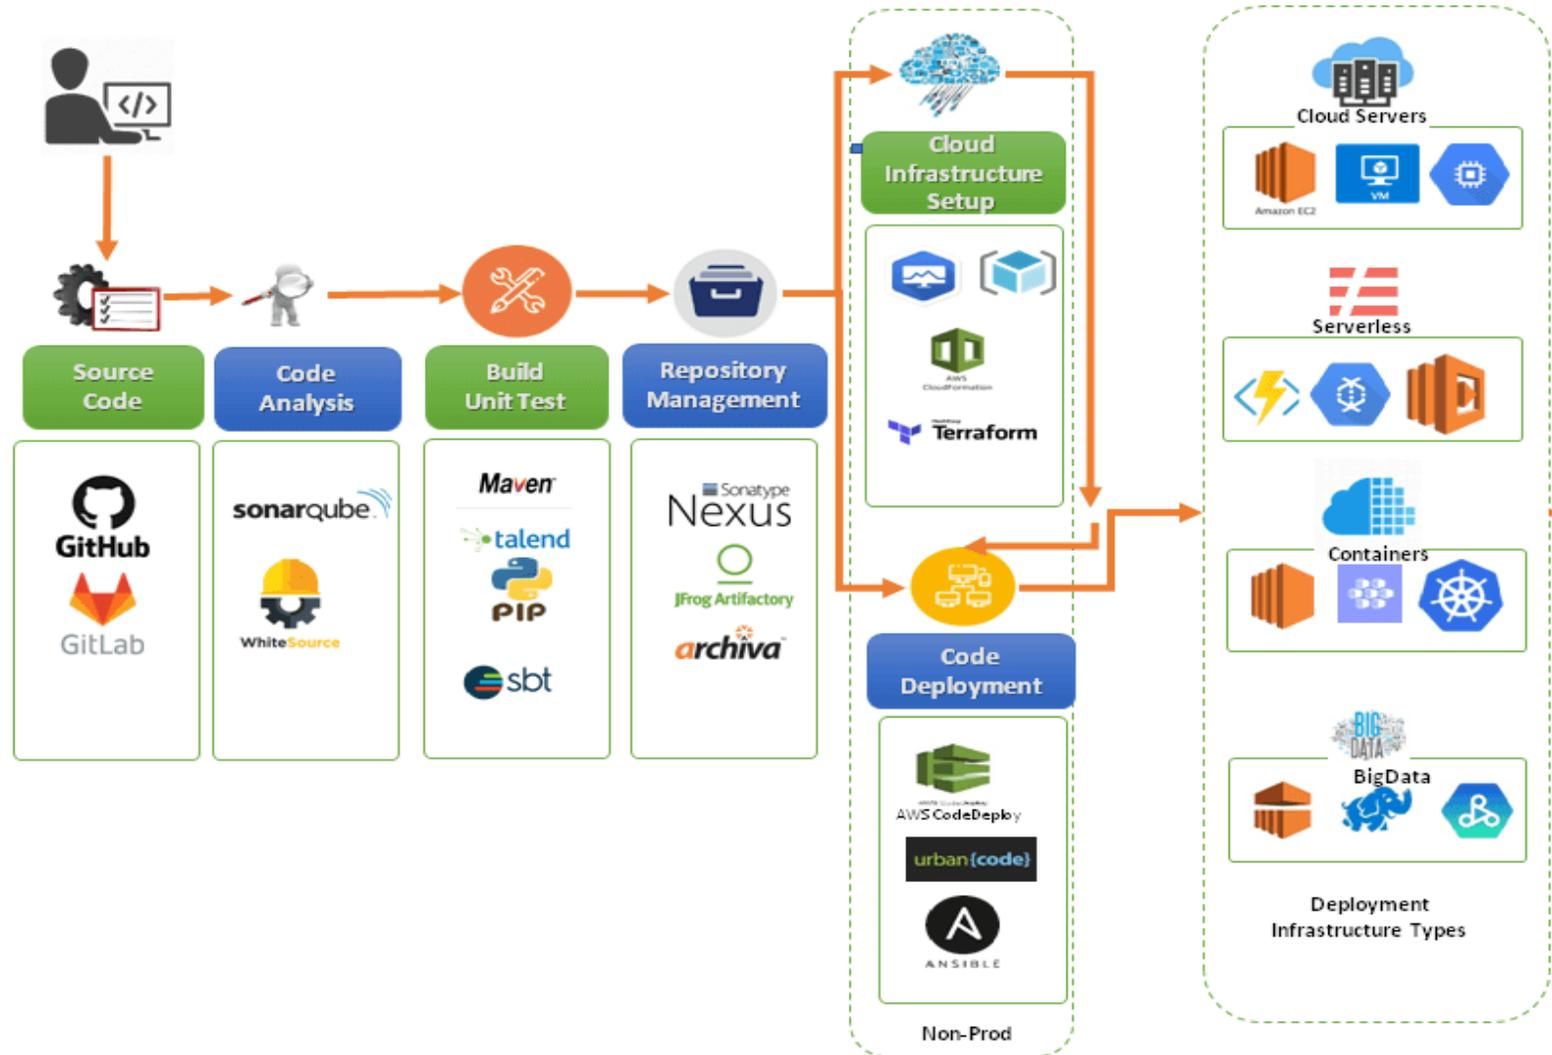 </>
Source
Code
GitHub
GitLab
Code
Analysis
sonarqube
WhiteSource
Build
Unit Test
Maven
talend
PIP
sbt
Repository
Management
Sonatype
Nexus
JFrog Artifactory
archiva
Cloud
Infrastructure
Setup
AWS
CloudFormation
HashiCorp
Terraform
Code
Deployment
AWS CodeDeploy
urban{code}
ANSIBLE
Non-Prod
Cloud Servers
Amazon EC2
VM
Serverless
Containers
BIG
DATA
BigData
Deployment
Infrastructure Types